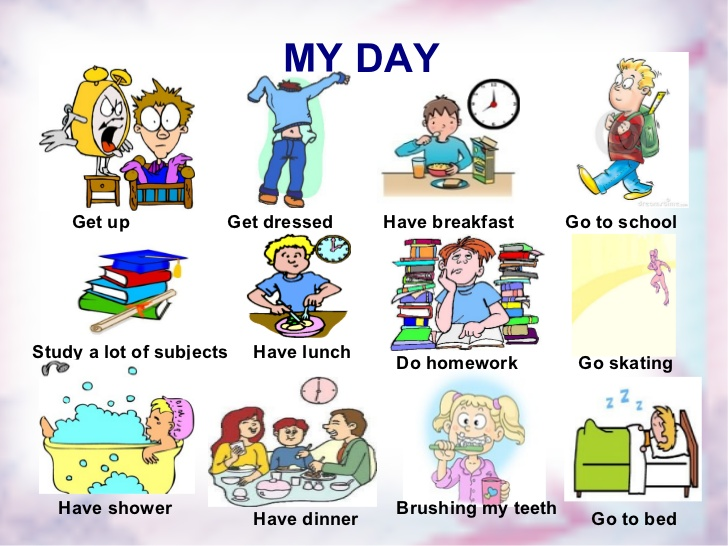 MY DAY
Get up
Get dressed
Have breakfast
Go to school
Study a lot of subjects
Have lunch
Do homework
Go skating
Have shower
Have dinner
Brushing my teeth
Go to bed
z z z